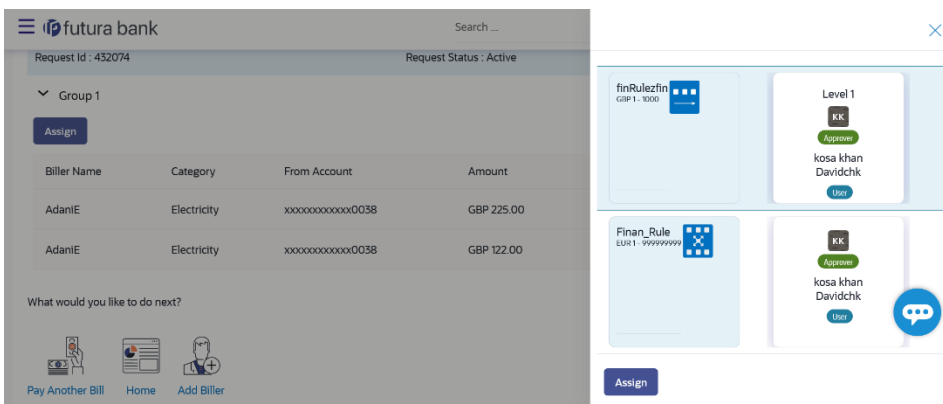 futura bank
Search ...
Request Id : 432074
Request Status : Active
Group 1
Assign
Biller Name Category From Account Amount
AdaniE Electricity xxxxxxxxxxxx0038 GBP 225.00
AdaniE Electricity xxxxxxxxxxxx0038 GBP 122.00
What would you like to do next?
Pay Another Bill
Home
Add Biller
finRulezfin
GBP 1 - 1000
Level 1
KK
Approver
kosa khan
Davidchk
User
Finan_Rule
EUR 1 - 999999999
KK
Approver
kosa khan
Davidchk
User
Assign